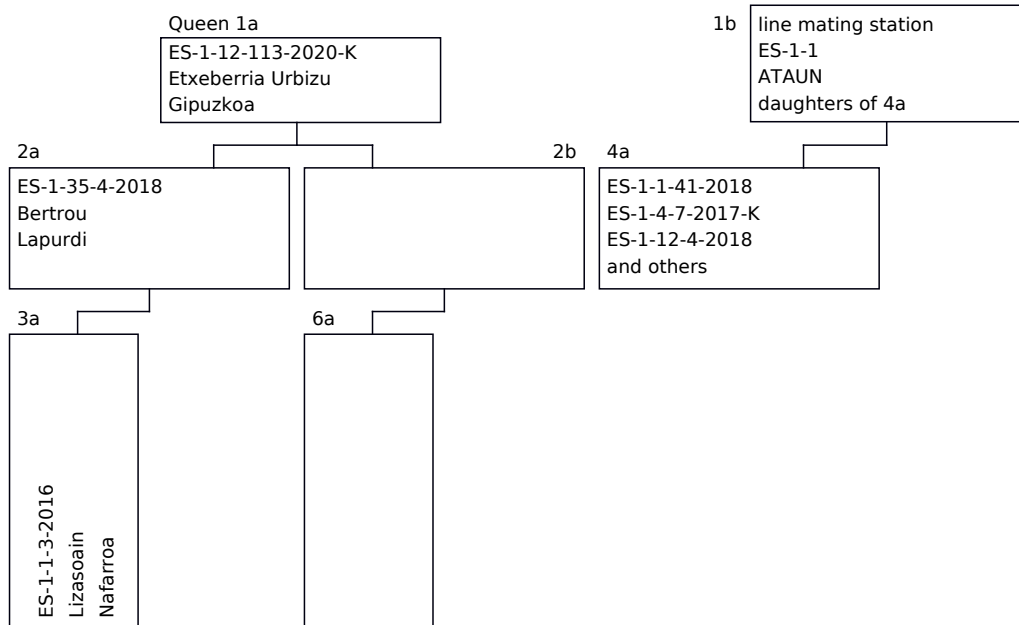 Queen 1a
ES-1-12-113-2020-K
Etxeberria Urbizu
Gipuzkoa
1b
line mating station
ES-1-1
ATAUN
daughters of 4a
2a
ES-1-35-4-2018
Bertrou
Lapurdi
2b
4a
ES-1-1-41-2018
ES-1-4-7-2017-K
ES-1-12-4-2018
and others
3a
ES-1-1-3-2016
Lizasoain
Nafarroa
6a